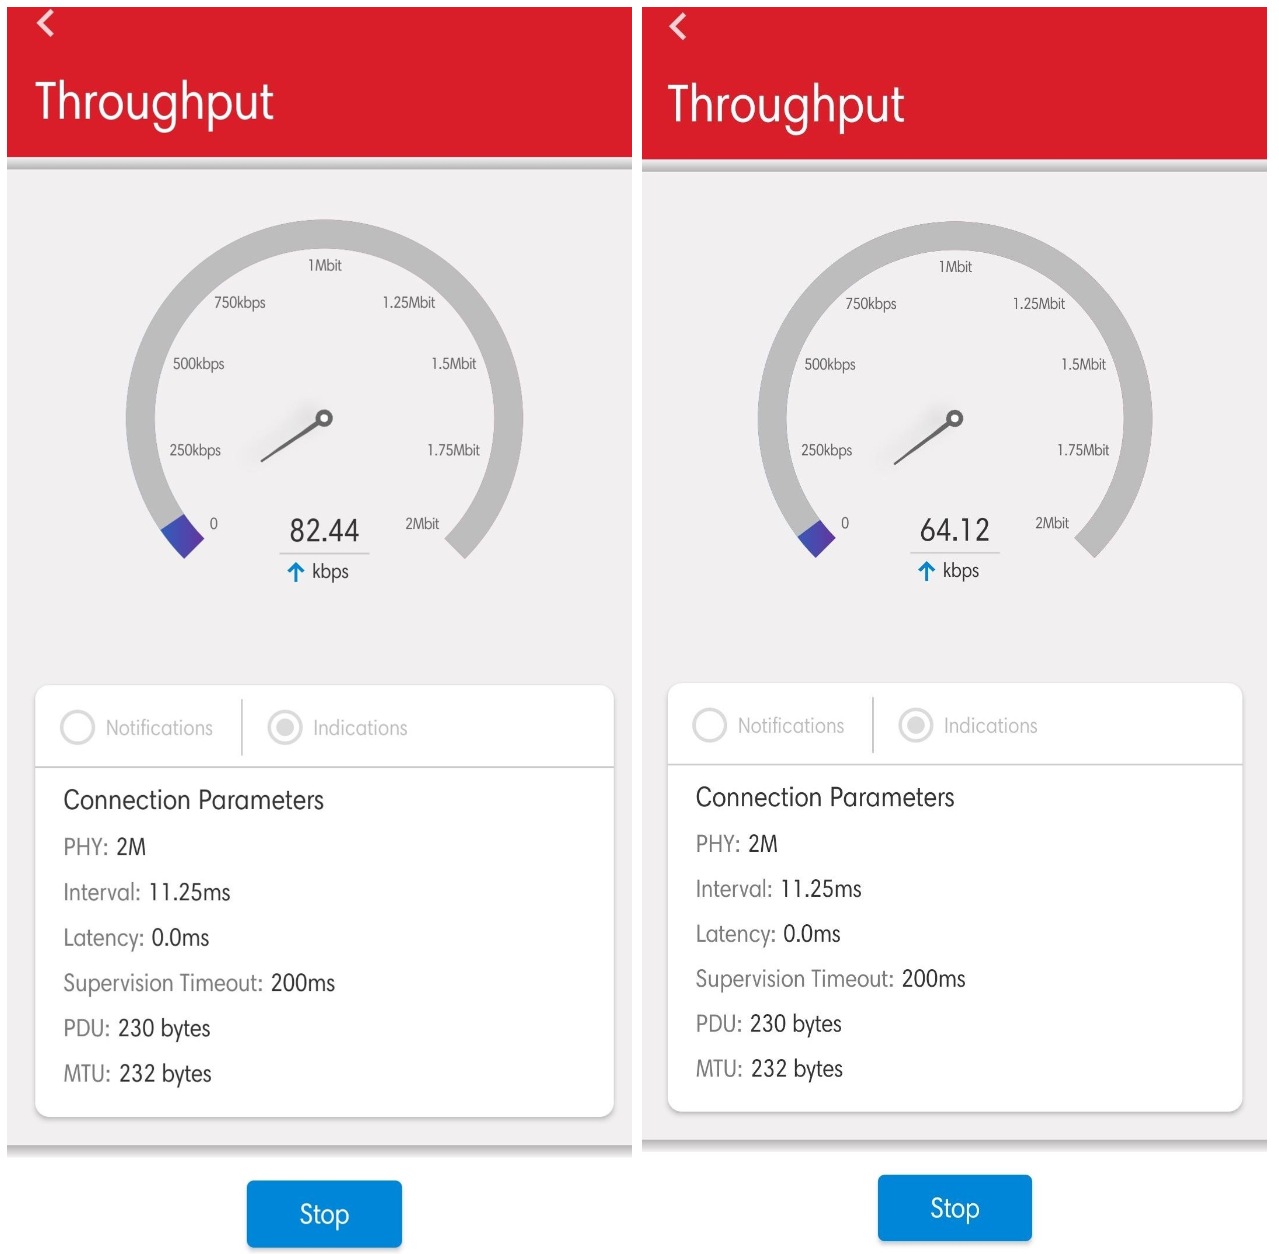 Throughput
1Mbit
750kbps
1.25Mbit
500kbps
1.5Mbit
250kbps
1.75Mbit
0
82.44
2Mbit
kbps
Notifications
Indications
Connection Parameters
PHY: 2M
Interval: 11.25ms
Latency: 0.0ms
Supervision Timeout: 200ms
PDU: 230 bytes
MTU: 232 bytes
Stop
Throughput
1Mbit
750kbps
1.25Mbit
500kbps
1.5Mbit
250kbps
1.75Mbit
0
64.12
2Mbit
kbps
Notifications
Indications
Connection Parameters
PHY: 2M
Interval: 11.25ms
Latency: 0.0ms
Supervision Timeout: 200ms
PDU: 230 bytes
MTU: 232 bytes
Stop